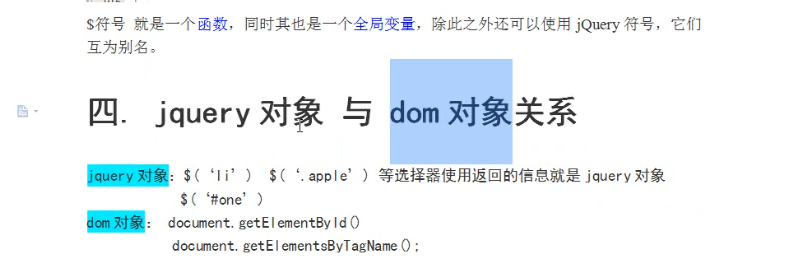 $符号 就是一个函数，同时其也是一个全局变量，除此之外还可以使用 jQuery 符号，它们
互为别名。
四. jquery 对象 与 dom 对象关系
jquery 对象：$(‘li’) $(‘.apple’) 等选择器使用返回的信息就是 jquery 对象
$(‘#one’)
dom 对象： document.getElementById()
document.getElementsByTagName();